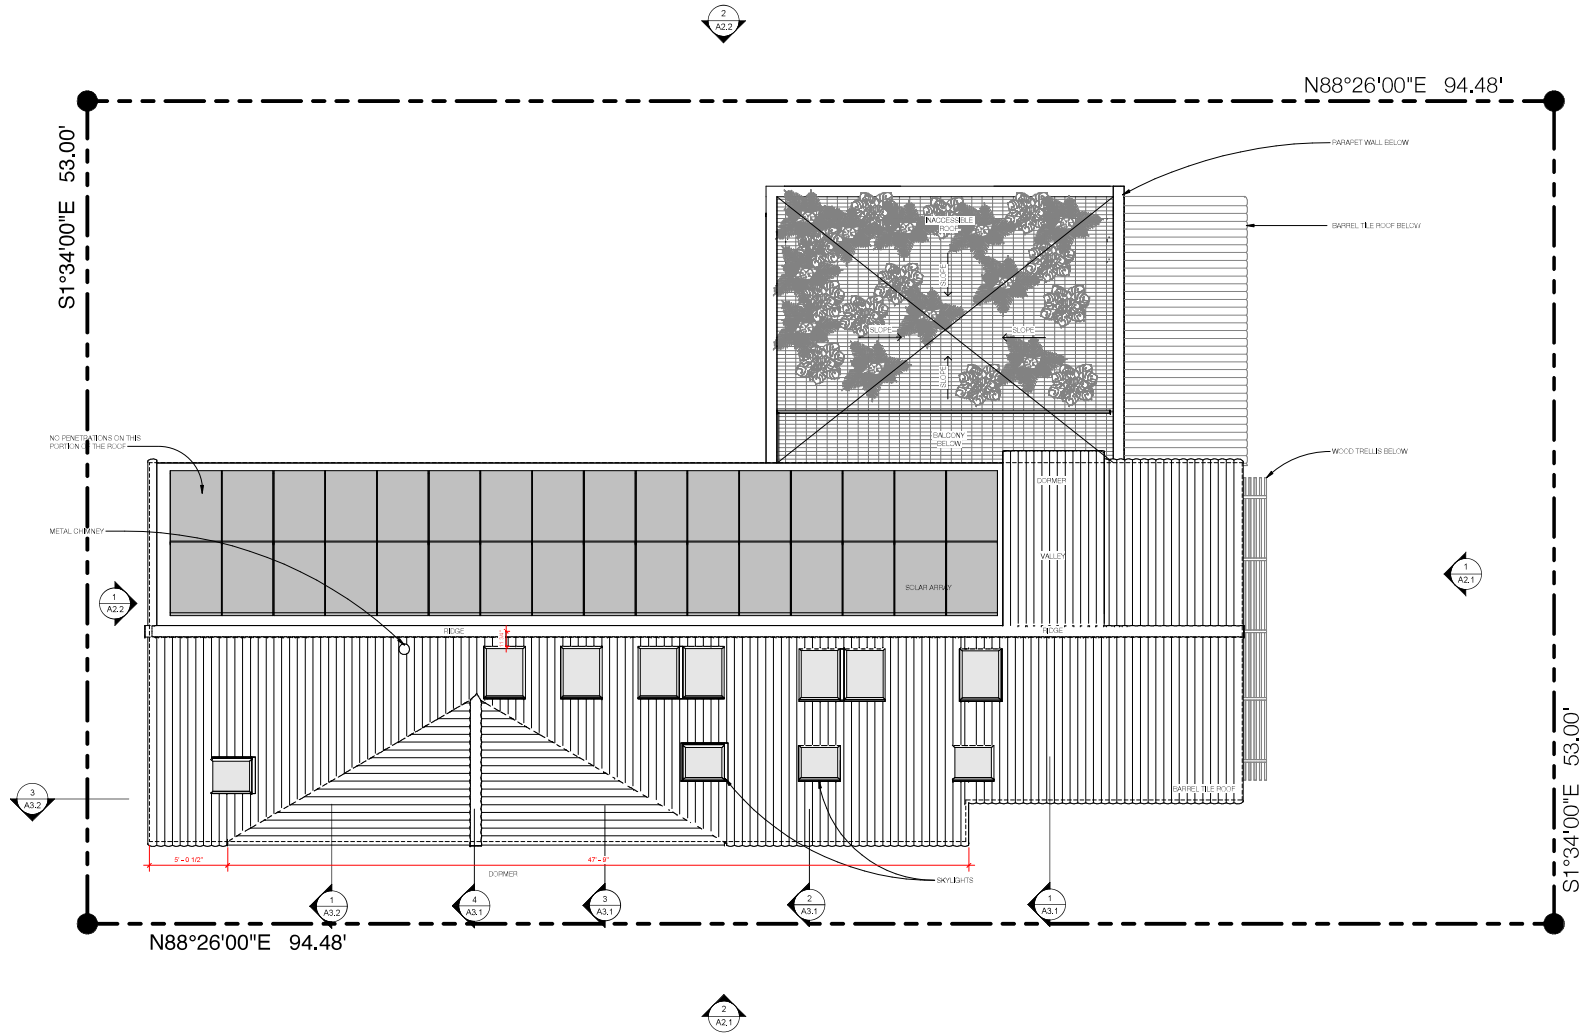 2
A2.2
N88°26'00"E 94.48'
S1°34'00"E 53.00'
PARAPET WALL BELOW
INACCESSIBLE
ROOF
BARREL TILE ROOF BELOW
SLOPE
SLOPE
SLOPE
SLOPE
NO PENETRATIONS ON THIS
PORTION OF THE ROOF
BALCONY
BELOW
WOOD TRELLIS BELOW
DORMER
METAL CHIMNEY
VALLEY
SOLAR ARRAY
1
A2.2
1
A2.1
RIDGE
RIDGE
3
A3.2
BARREL TILE ROOF
S1°34'00"E 53.00'
5' - 0 1/2"
47' - 9"
DORMER
SKYLIGHTS
1
A3.2
4
A3.1
3
A3.1
2
A3.1
1
A3.1
N88°26'00"E 94.48'
2
A2.1